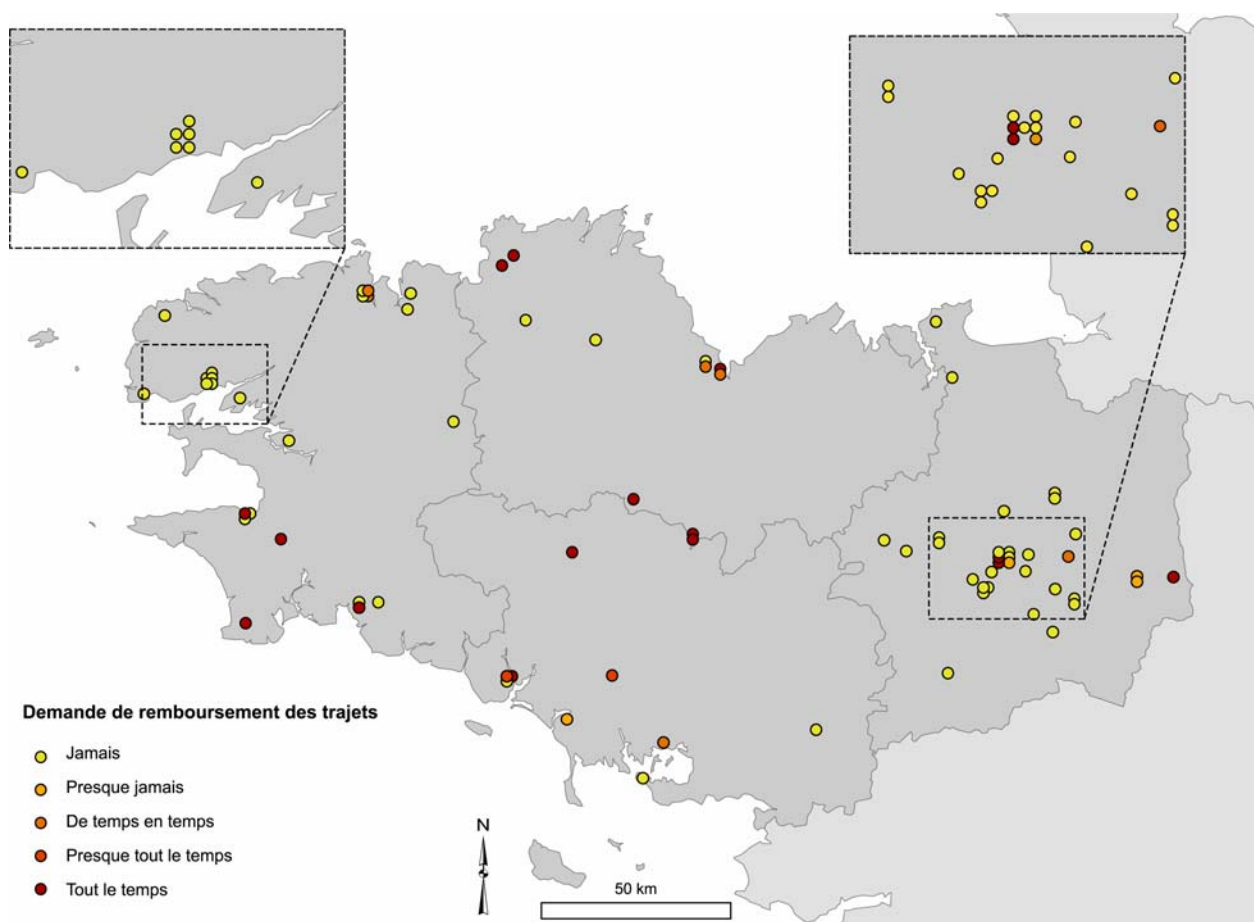 Demande de remboursement des trajets
Jamais
Presque jamais
De temps en temps
Presque tout le temps
Tout le temps
N
50 km